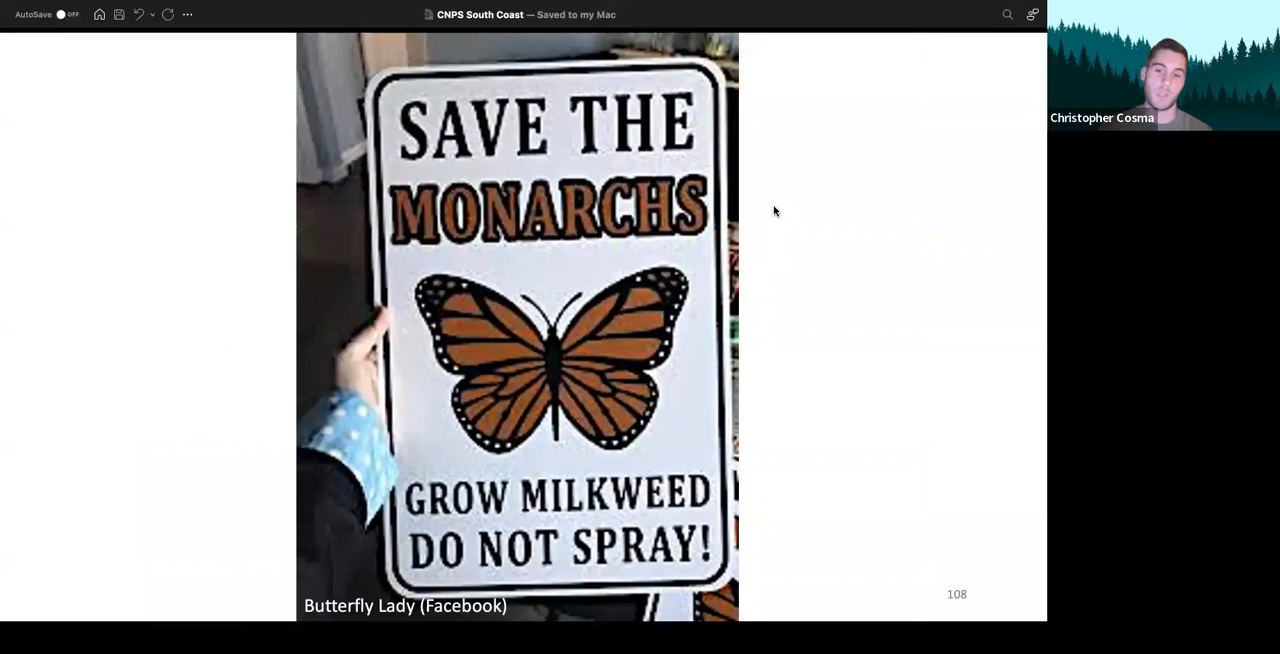 AutoSave OFF
CNPS South Coast — Saved to my Mac
SAVE THE
MONARCHS
GROW MILKWEED
DO NOT SPRAY!
Butterfly Lady (Facebook)
108
Christopher Cosma